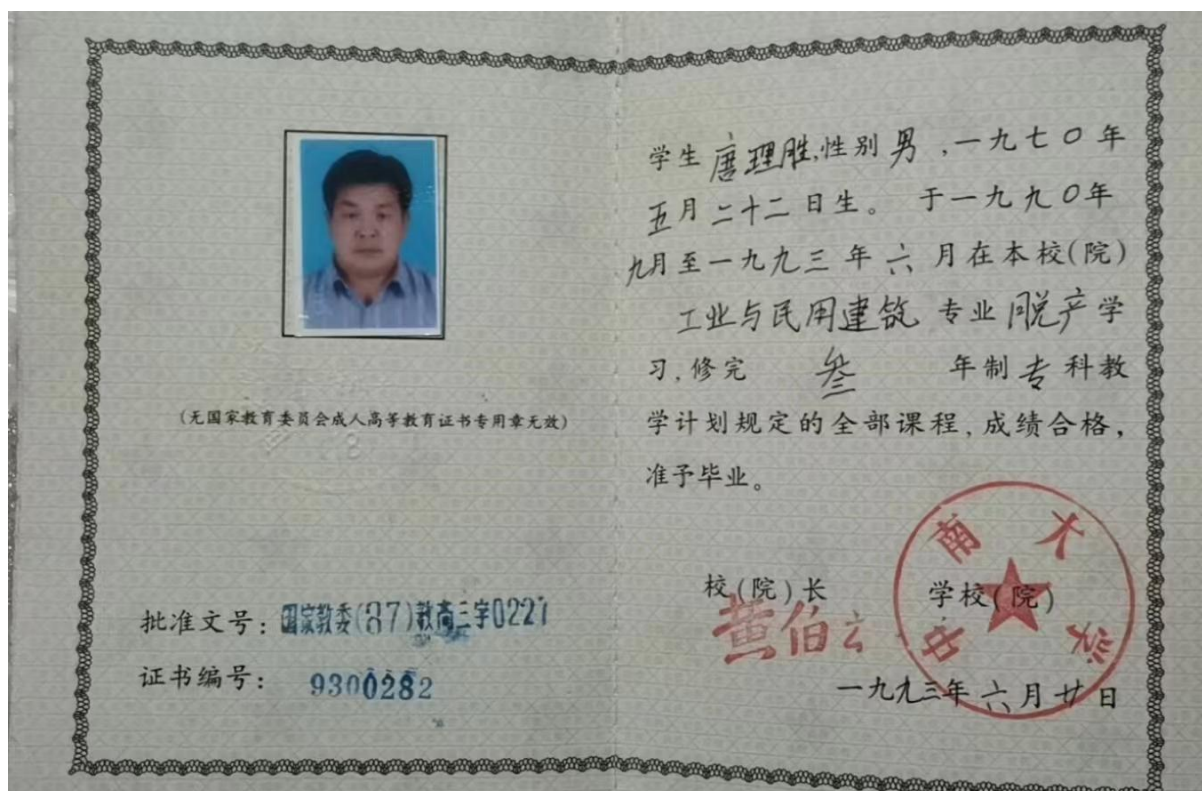 (无国家教育委员会成人高等教育证书专用章无效)
批准文号：国家教委(87)教高三字0227
证书编号：9300282
学生唐理胜,性别男,一九七〇年
五月二十二日生。于一九九〇年
九月至一九九三年六月在本校(院)
工业与民用建筑专业脱产学
习,修完叁年制专科教
学计划规定的全部课程,成绩合格,
准予毕业。
校(院)长
黄伯云
学校(院)
中南大学
一九九三年六月廿日